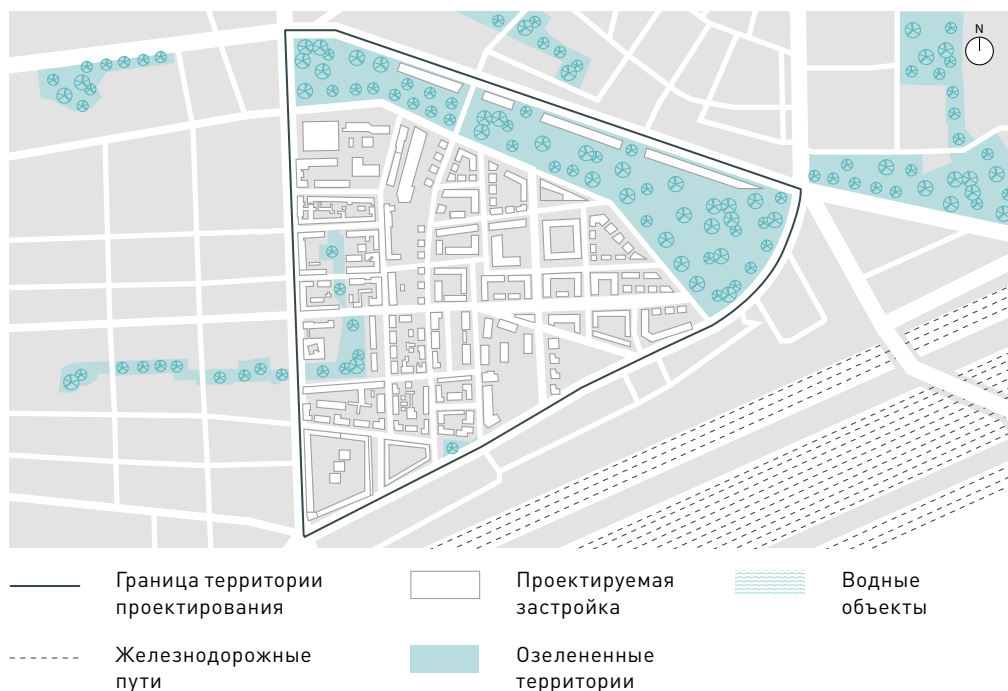 N
Граница территории
проектирования
Проектируемая
застройка
Водные
объекты
Железнодорожные
пути
Озелененные
территории